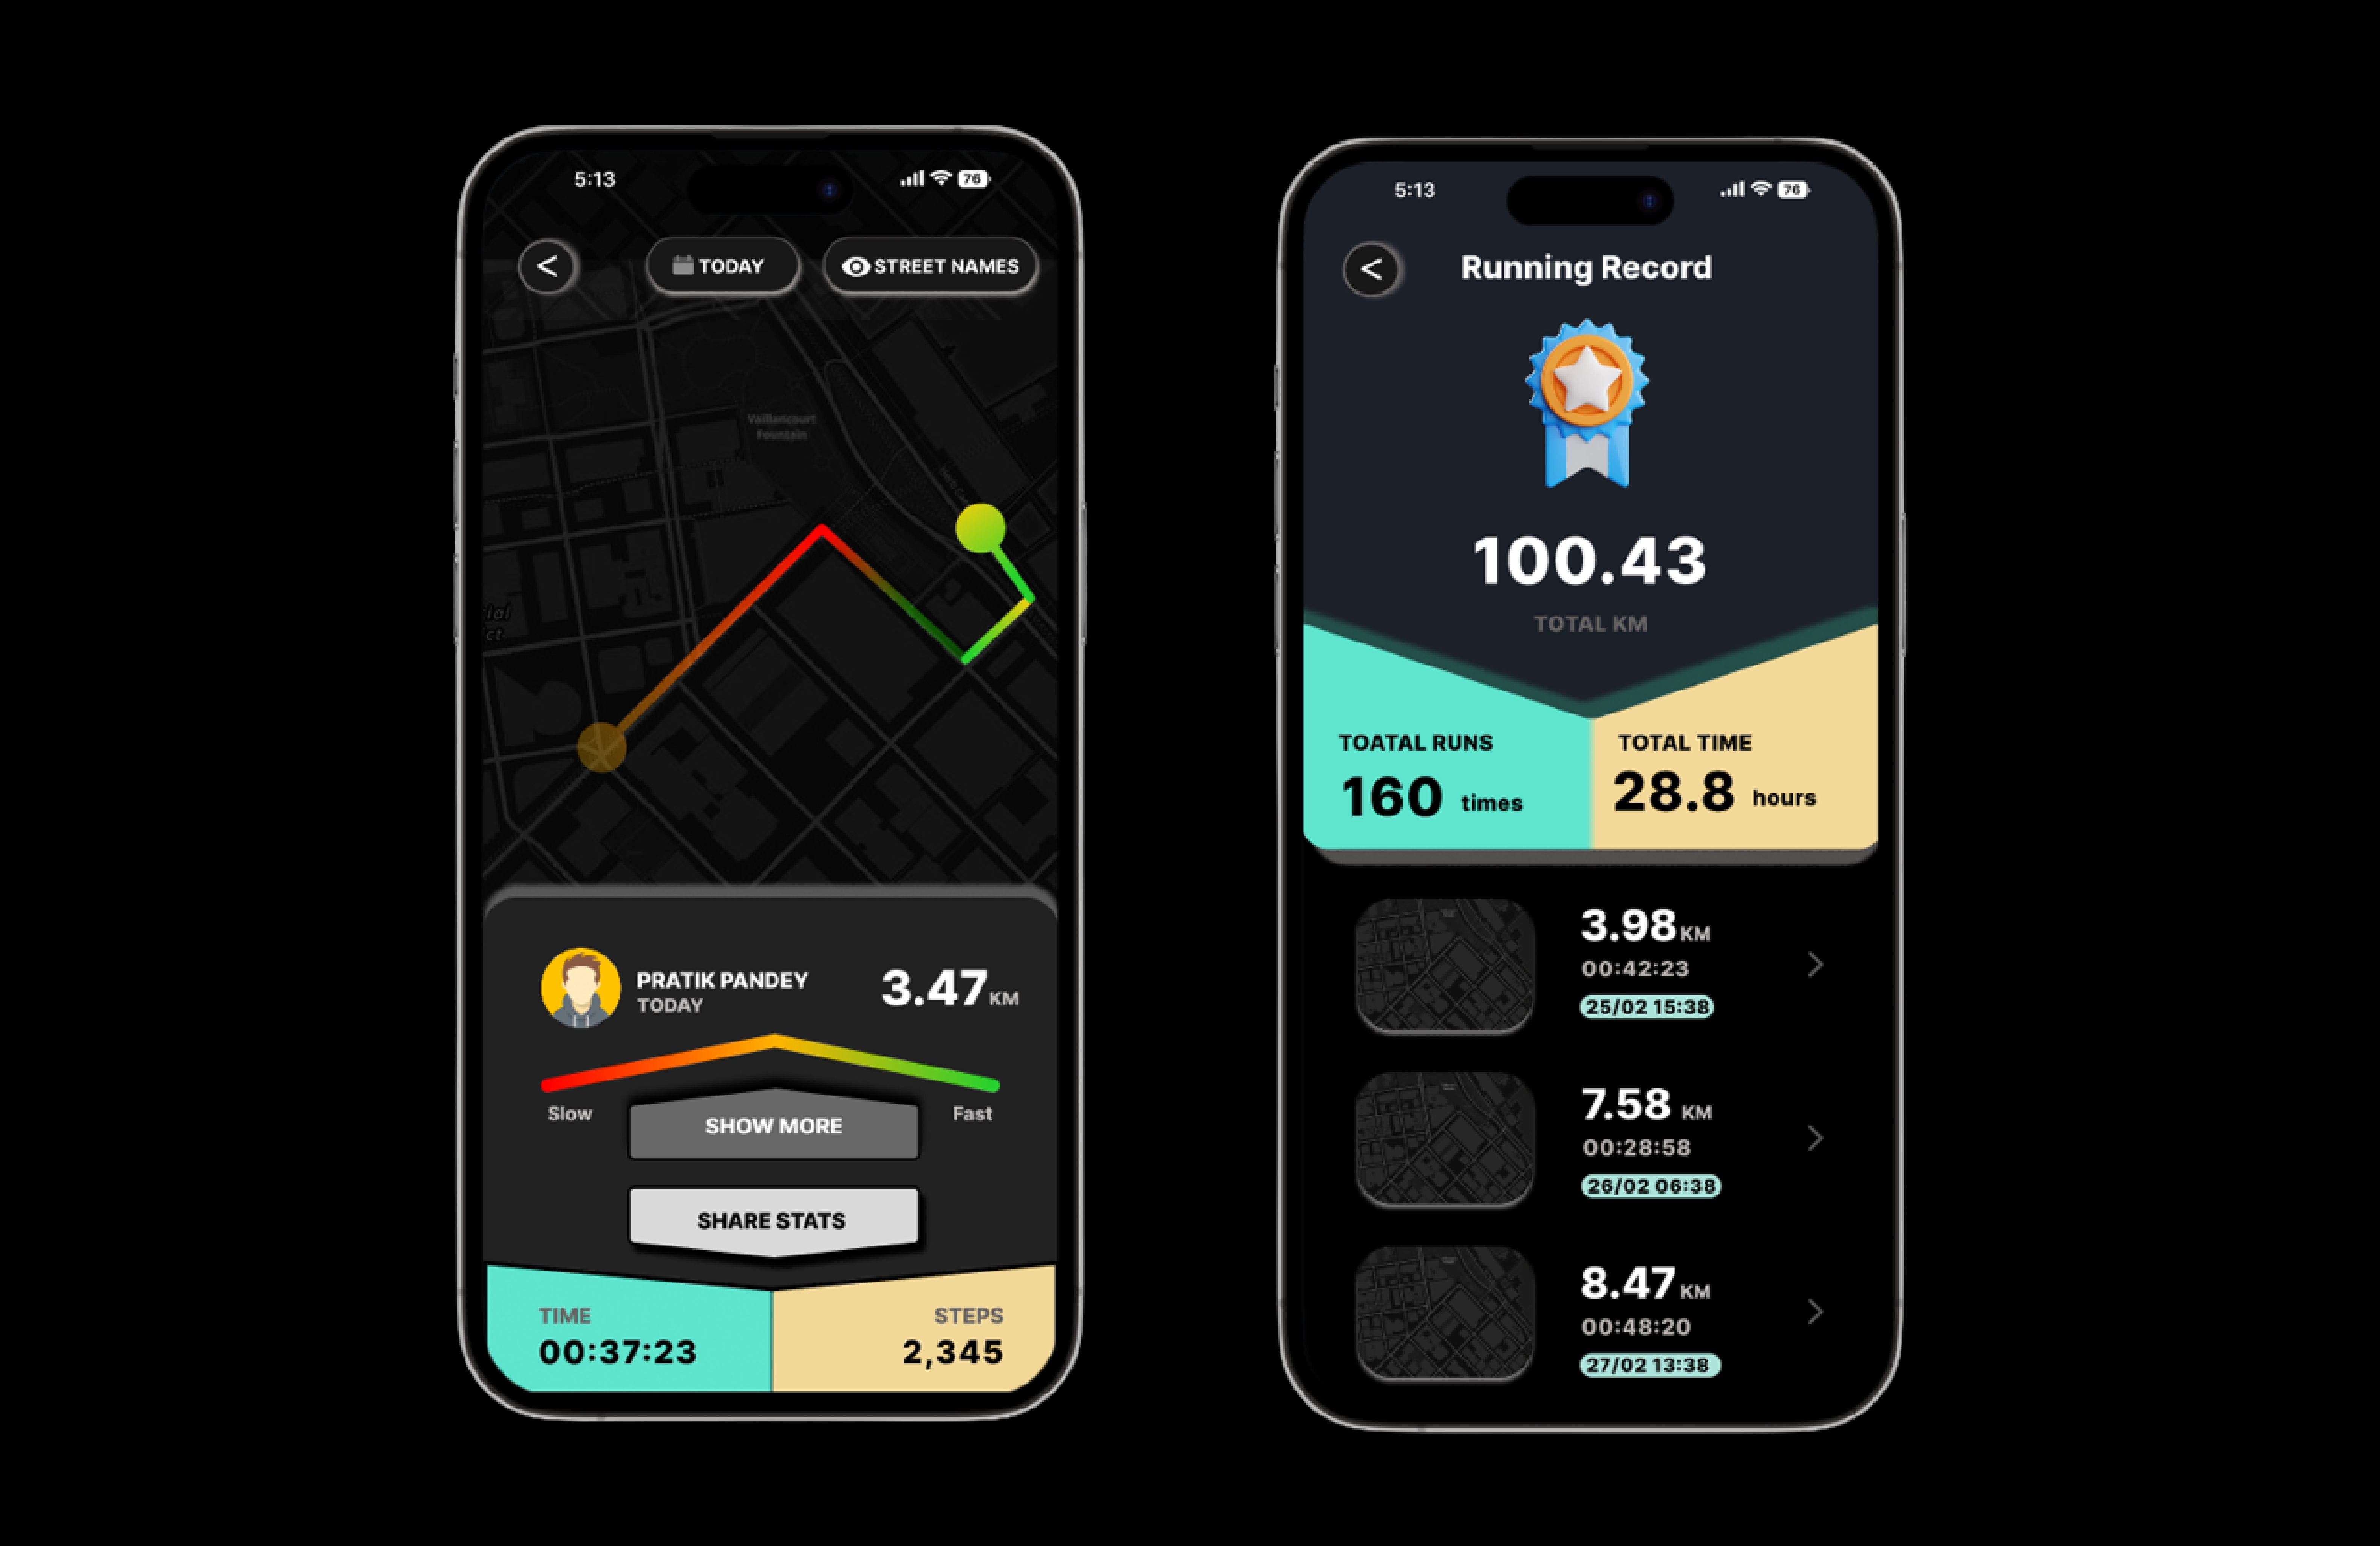 5:13
76
<
TODAY
STREET NAMES
Vaillancourt
Fountain
PRATIK PANDEY
TODAY
3.47 KM
Slow
Fast
SHOW MORE
SHARE STATS
TIME
00:37:23
STEPS
2,345
5:13
76
<
Running Record
100.43
TOTAL KM
TOATAL RUNS
160 times
TOTAL TIME
28.8 hours
3.98 KM
00:42:23
25/02 15:38
7.58 KM
00:28:58
26/02 06:38
8.47 KM
00:48:20
27/02 13:38